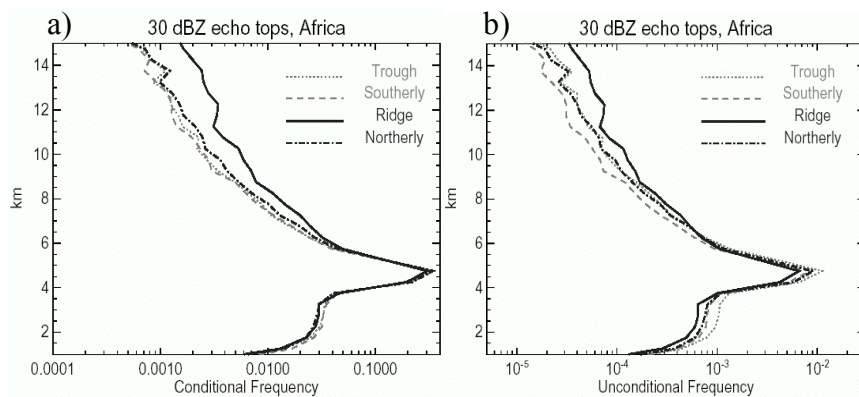 a)
30 dBZ echo tops, Africa
14
12
10
8
6
4
2
km
Trough
Southerly
Ridge
Northerly
0.0001
0.0010
0.0100
0.1000
Conditional Frequency
b)
30 dBZ echo tops, Africa
14
12
10
8
6
4
2
km
Trough
Southerly
Ridge
Northerly
10⁻⁵
10⁻⁴
10⁻³
10⁻²
Unconditional Frequency